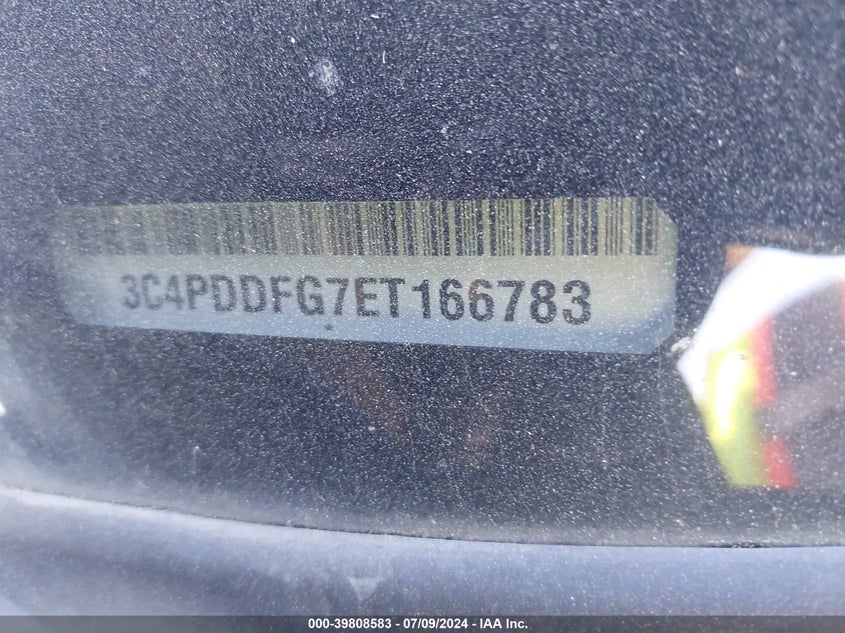 3C4PDDFG7ET166783
000-39808583 / 07/09/2024 / IAA, Inc.